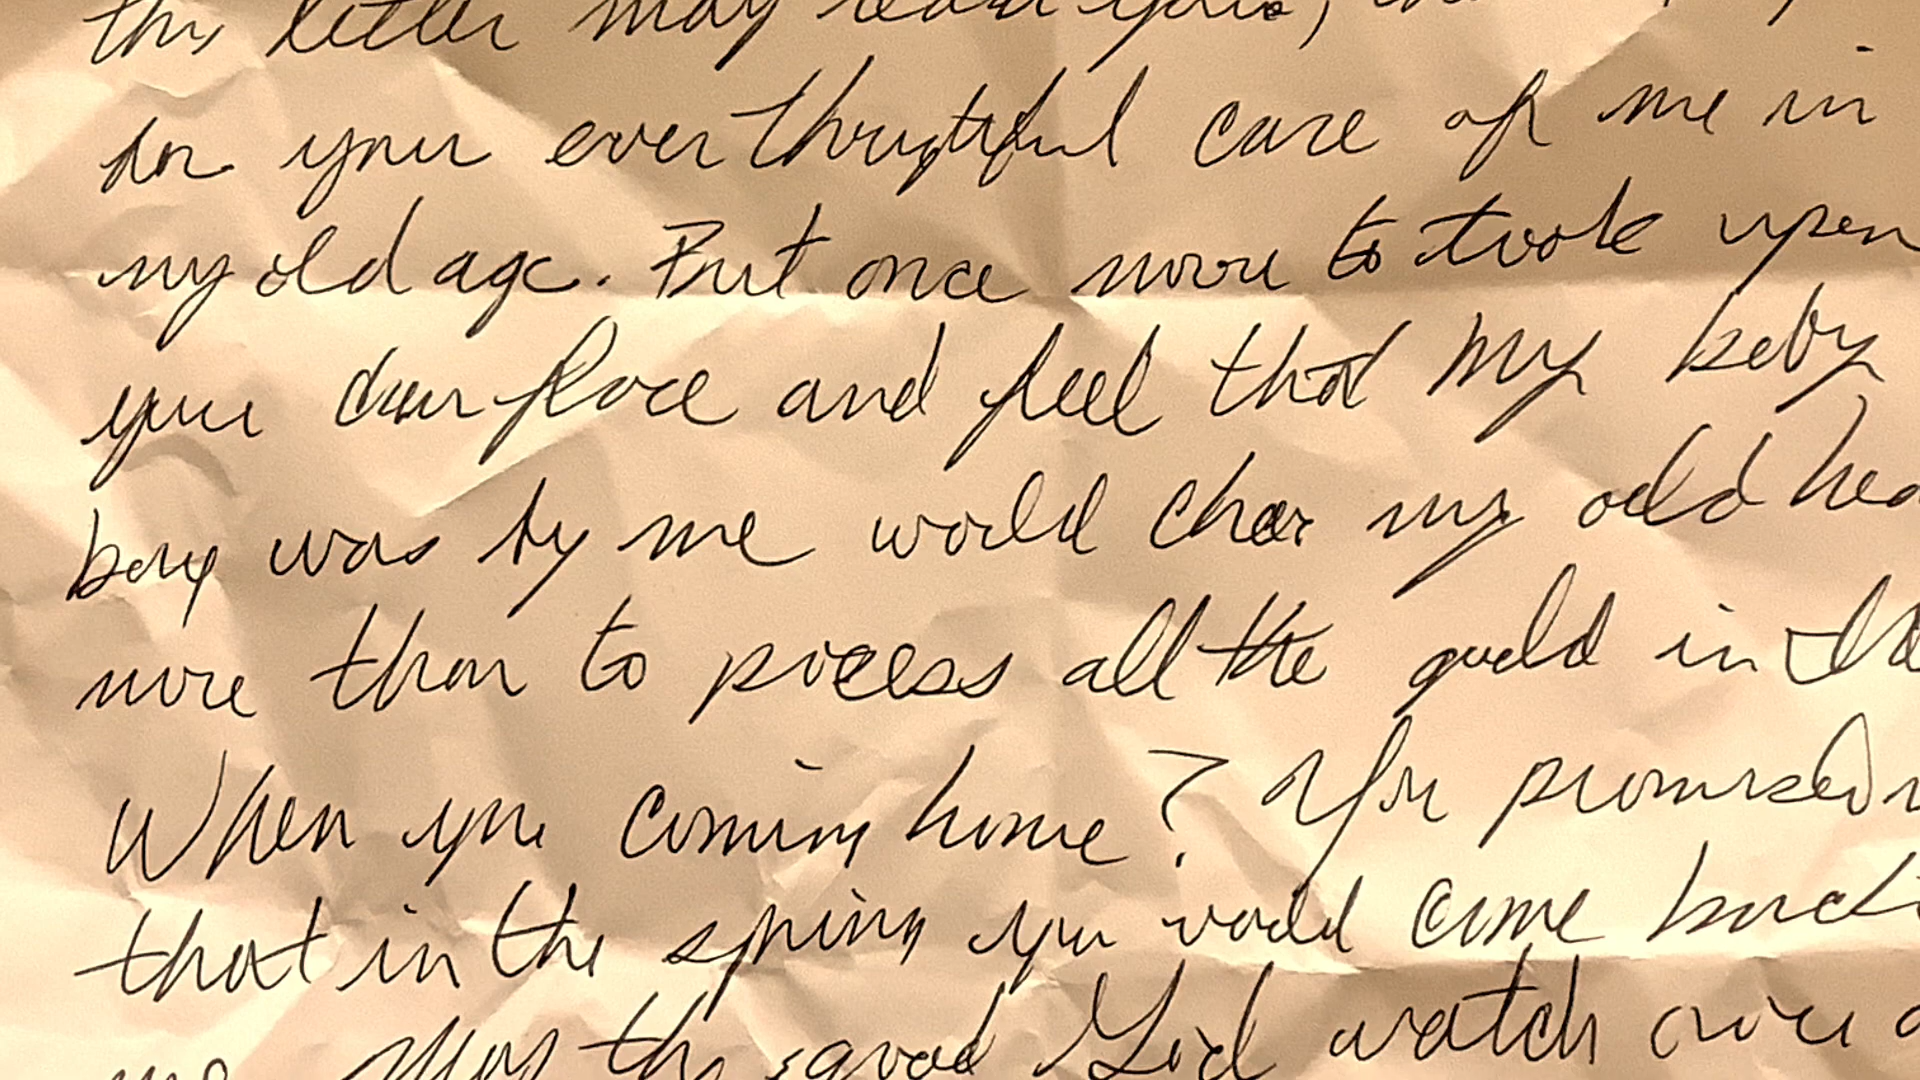 this letter may reach you,
for your ever thoughtful care of me in
my old age. But once more to look upon
your dear face and feel that my baby
boy was by me would chear my old
more than to posess all the gold in the
When you coming home? You promised
that in the spring you would come back
me. May the good God watch over